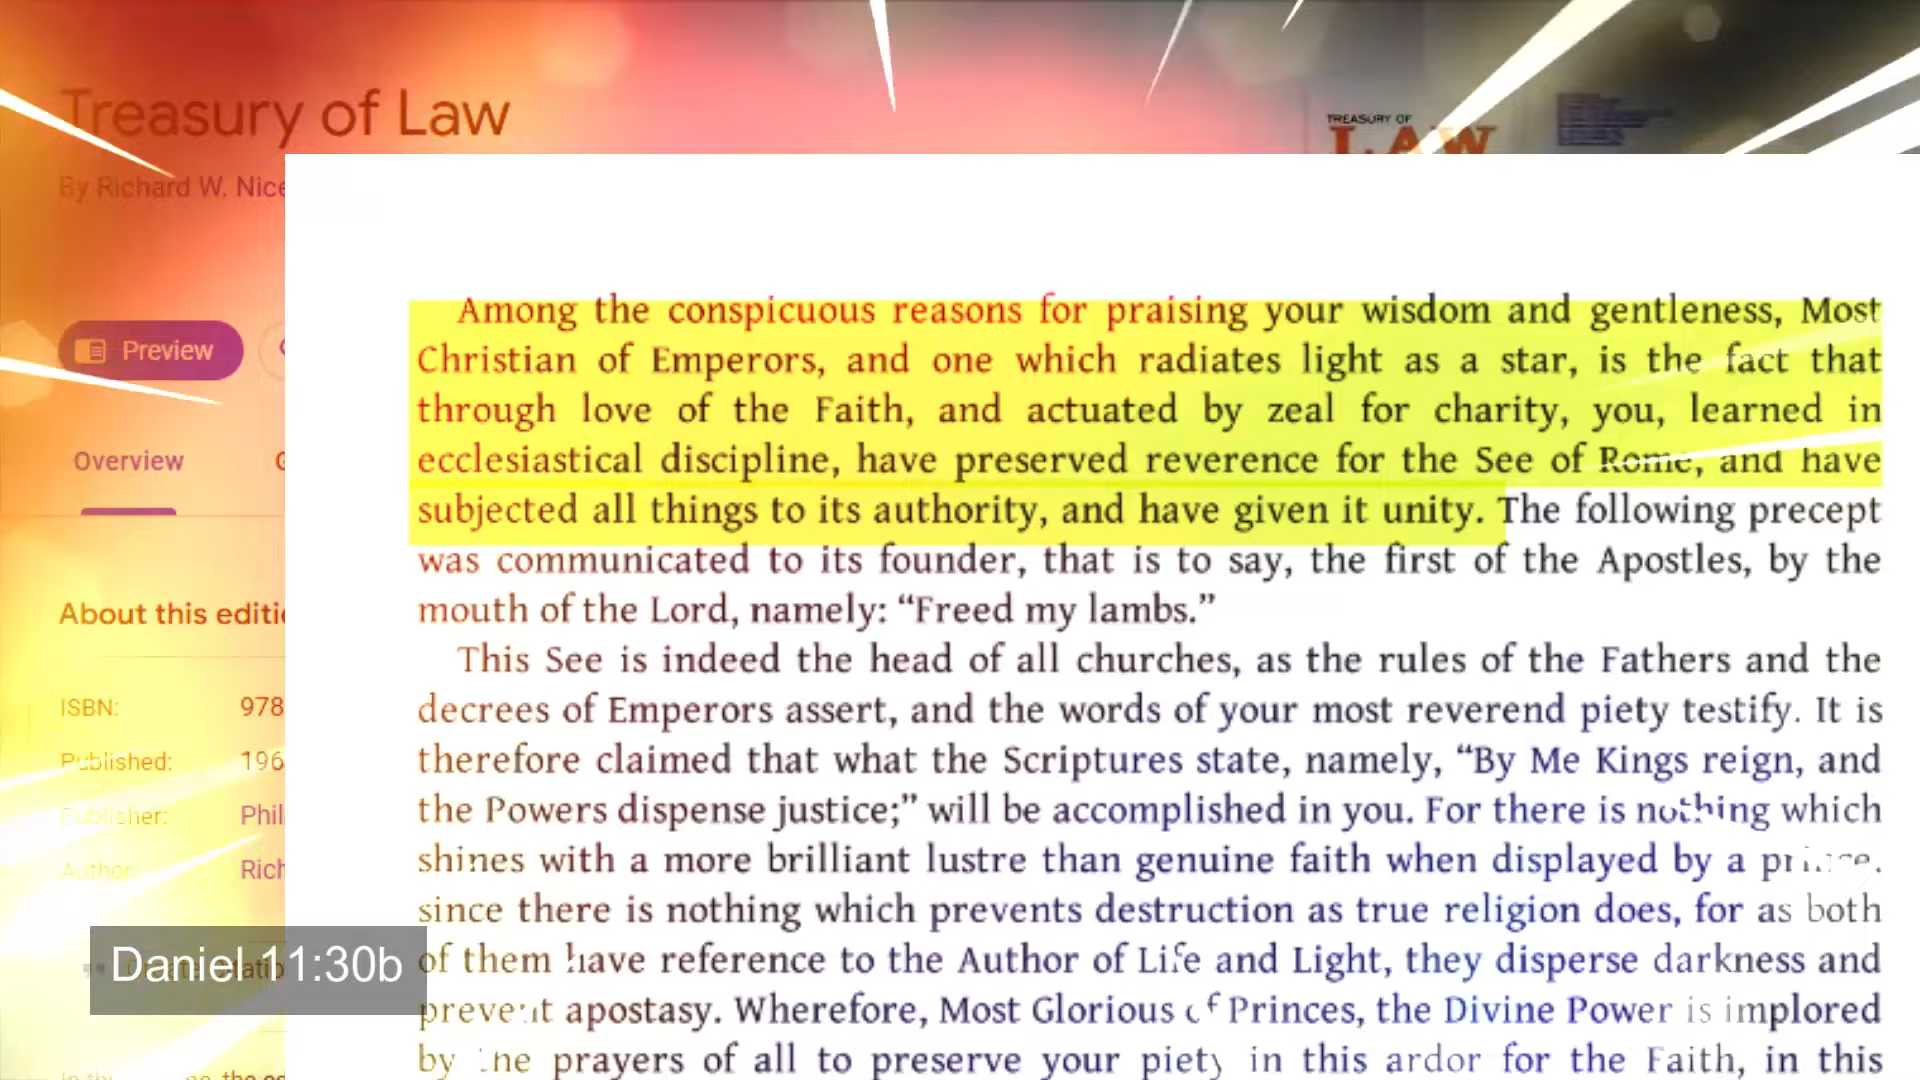 Treasury of Law
TREASURY OF
LAW
By Richard W. Nice
Preview
Overview
About this editi
ISBN: 978
Published: 196
Publisher: Phil
Author: Rich
Among the conspicuous reasons for praising your wisdom and gentleness, Most
Christian of Emperors, and one which radiates light as a star, is the fact that
through love of the Faith, and actuated by zeal for charity, you, learned in
ecclesiastical discipline, have preserved reverence for the See of Rome, and have
subjected all things to its authority, and have given it unity. The following precept
was communicated to its founder, that is to say, the first of the Apostles, by the
mouth of the Lord, namely: “Freed my lambs.”
This See is indeed the head of all churches, as the rules of the Fathers and the
decrees of Emperors assert, and the words of your most reverend piety testify. It is
therefore claimed that what the Scriptures state, namely, “By Me Kings reign, and
the Powers dispense justice;” will be accomplished in you. For there is nothing which
shines with a more brilliant lustre than genuine faith when displayed by a prince,
since there is nothing which prevents destruction as true religion does, for as both
of them have reference to the Author of Life and Light, they disperse darkness and
prevent apostasy. Wherefore, Most Glorious of Princes, the Divine Power is implored
by the prayers of all to preserve your piety in this ardor for the Faith, in this
Daniel 11:30b